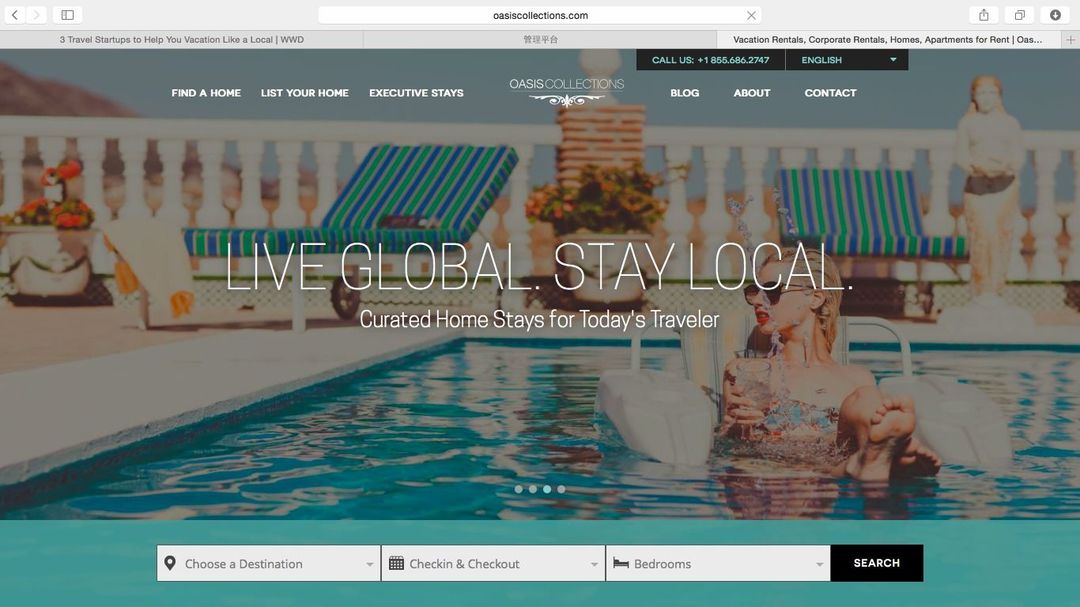 oasiscollections.com
3 Travel Startups to Help You Vacation Like a Local | WWD
管理平台
Vacation Rentals, Corporate Rentals, Homes, Apartments for Rent | Oas...
CALL US: +1 855.686.2747
ENGLISH
FIND A HOME
LIST YOUR HOME
EXECUTIVE STAYS
OASIS COLLECTIONS
BLOG
ABOUT
CONTACT
LIVE GLOBAL. STAY LOCAL.
Curated Home Stays for Today's Traveler
Choose a Destination
Checkin & Checkout
Bedrooms
SEARCH